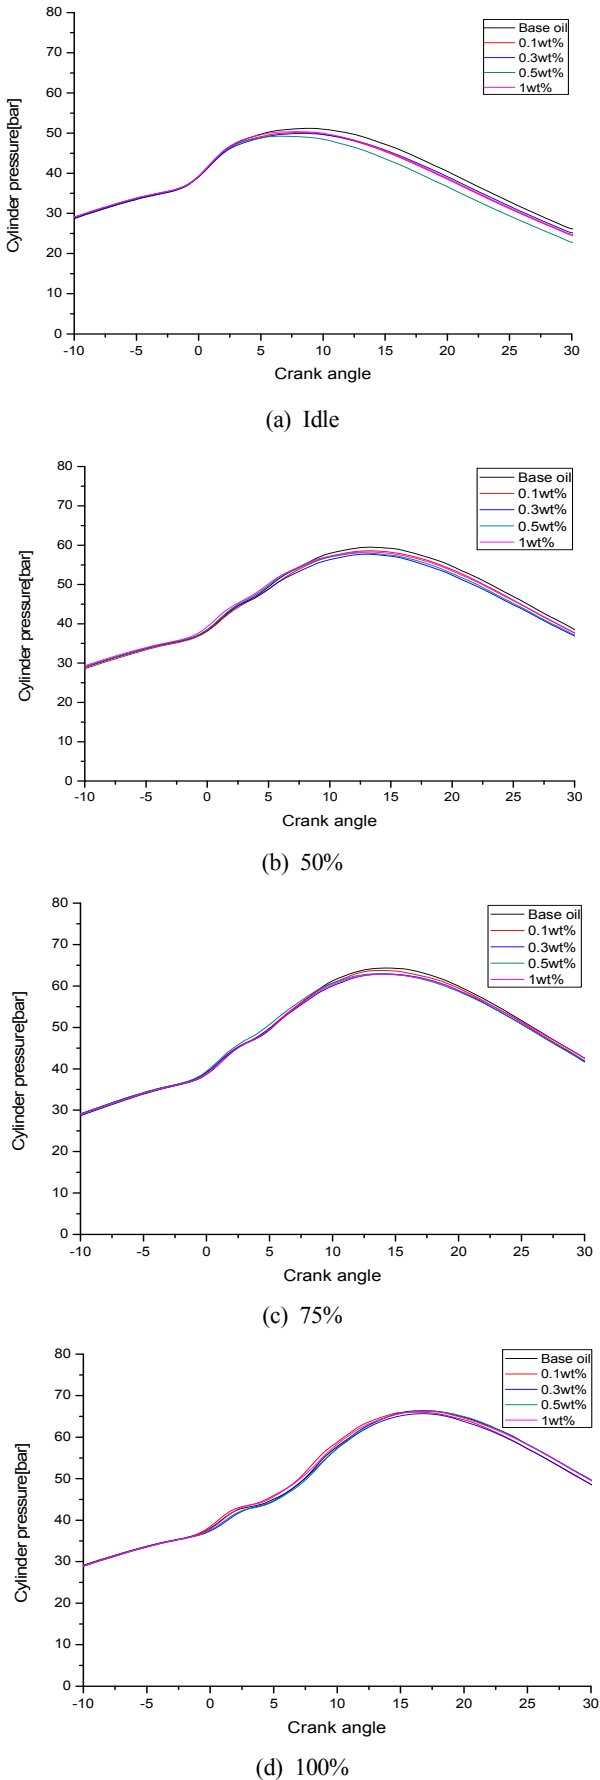 80
70
60
50
40
30
20
10
0
Cylinder pressure[bar]
Base oil
0.1wt%
0.3wt%
0.5wt%
1wt%
-10 -5 0 5 10 15 20 25 30
Crank angle
(a) Idle
80
70
60
50
40
30
20
10
0
Cylinder pressure[bar]
Base oil
0.1wt%
0.3wt%
0.5wt%
1wt%
-10 -5 0 5 10 15 20 25 30
Crank angle
(b) 50%
80
70
60
50
40
30
20
10
0
Cylinder pressure[bar]
Base oil
0.1wt%
0.3wt%
0.5wt%
1wt%
-10 -5 0 5 10 15 20 25 30
Crank angle
(c) 75%
80
70
60
50
40
30
20
10
0
Cylinder pressure[bar]
Base oil
0.1wt%
0.3wt%
0.5wt%
1wt%
-10 -5 0 5 10 15 20 25 30
Crank angle
(d) 100%